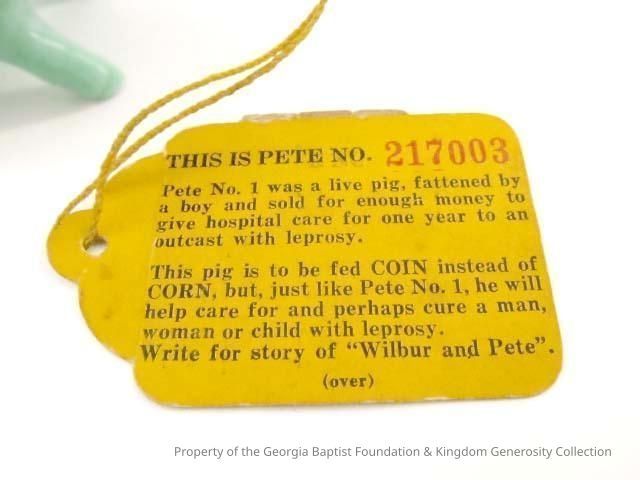 THIS IS PETE NO. 217003
Pete No. 1 was a live pig, fattened by
a boy and sold for enough money to
give hospital care for one year to an
outcast with leprosy.
This pig is to be fed COIN instead of
CORN, but, just like Pete No. 1, he will
help care for and perhaps cure a man,
woman or child with leprosy.
Write for story of “Wilbur and Pete”.
(over)
Property of the Georgia Baptist Foundation & Kingdom Generosity Collection